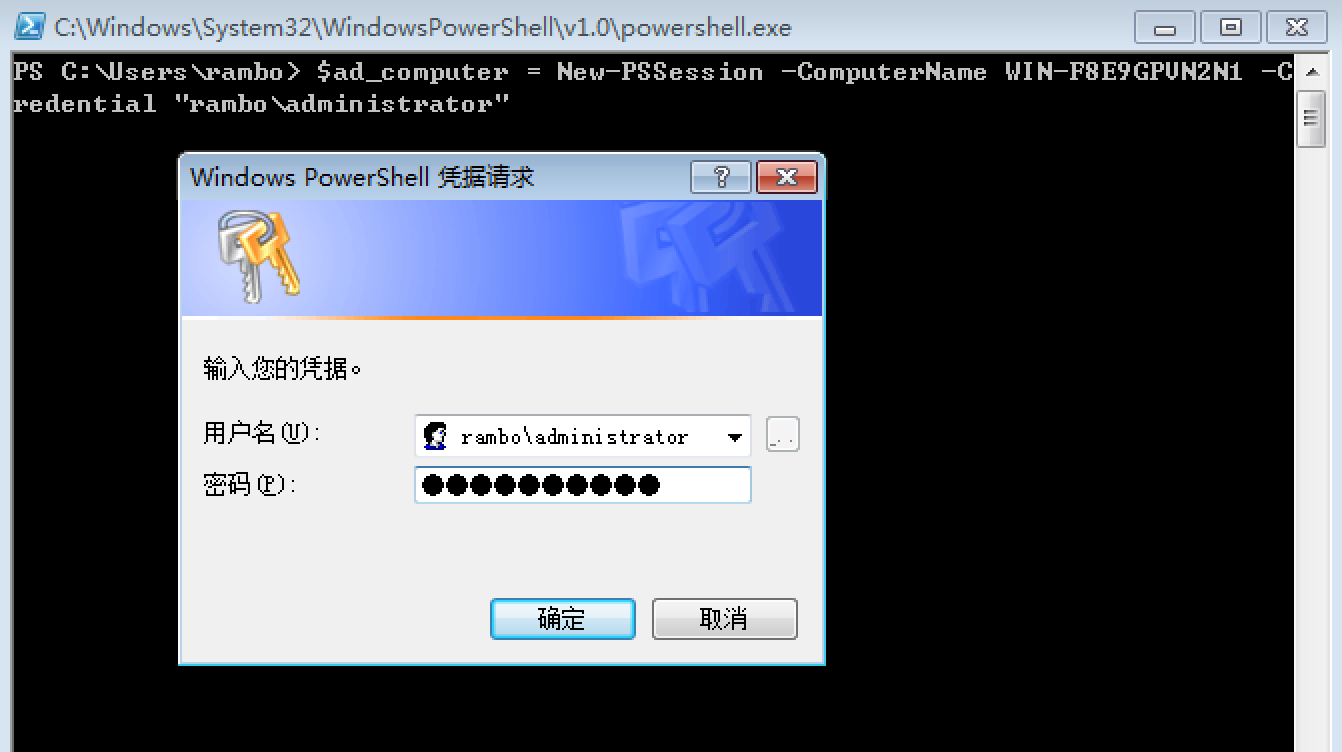 C:\Windows\System32\WindowsPowerShell\v1.0\powershell.exe
PS C:\Users\rambo> $ad_computer = New-PSSession -ComputerName WIN-F8E9GPVN2N1 -C
redential "rambo\administrator"
Windows PowerShell 凭据请求
输入您的凭据。
用户名(U): rambo\administrator ...
密码(P): ●●●●●●●●●●
确定 取消